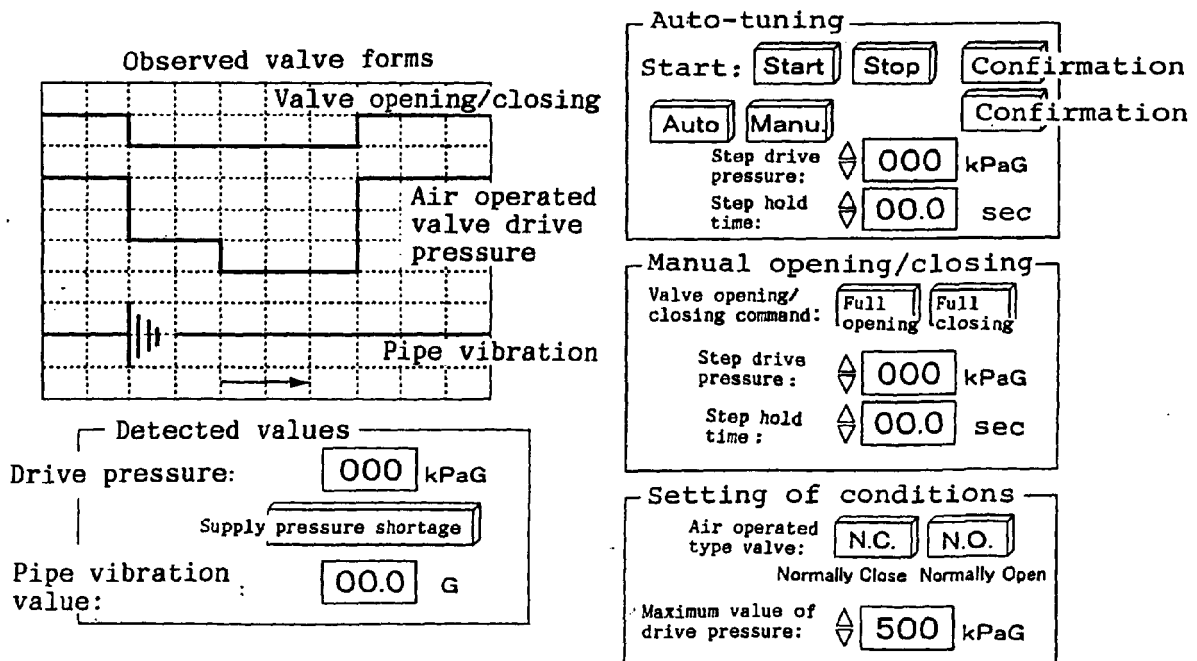 Observed valve forms
Valve opening/closing
Air operated
valve drive
pressure
Pipe vibration
Detected values
Drive pressure:
000 kPaG
Supply pressure shortage
Pipe vibration
value:
:
00.0 G
Auto-tuning
Start: Start Stop Confirmation
Confirmation
Auto Manu.
Step drive
pressure:
000 kPaG
Step hold
time:
00.0 sec
Manual opening/closing
Valve opening/
closing command:
Full
opening
Full
closing
Step drive
pressure:
000 kPaG
Step hold
time:
00.0 sec
Setting of conditions
Air operated
type valve:
N.C. N.O.
Normally Close Normally Open
Maximum value of
drive pressure:
500 kPaG